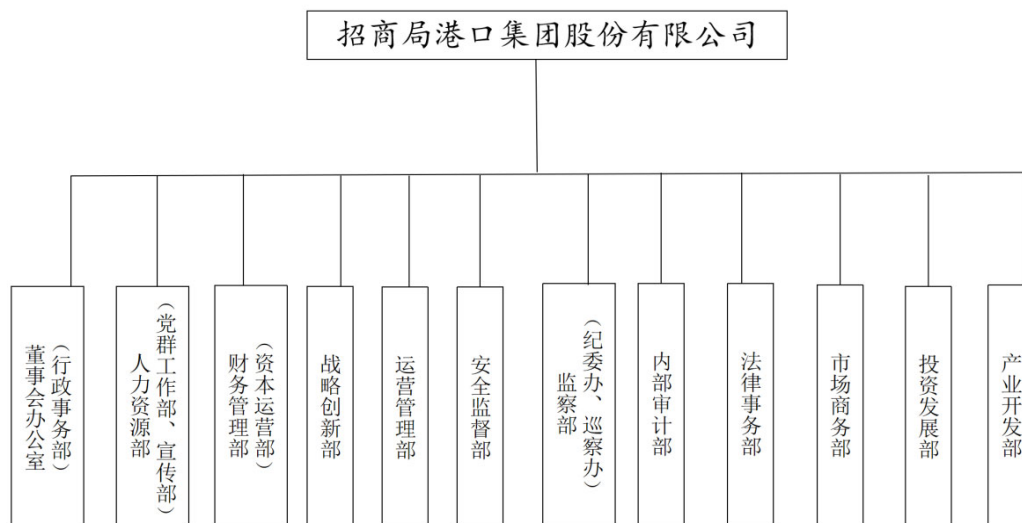 招商局港口集团股份有限公司
董事会办公室
（行政事务部）
人力资源部
（党群工作部、宣传部）
财务管理部
（资本运营部）
战略创新部
运营管理部
安全监督部
监察部
（纪委办、巡察办）
内部审计部
法律事务部
市场商务部
投资发展部
产业开发部